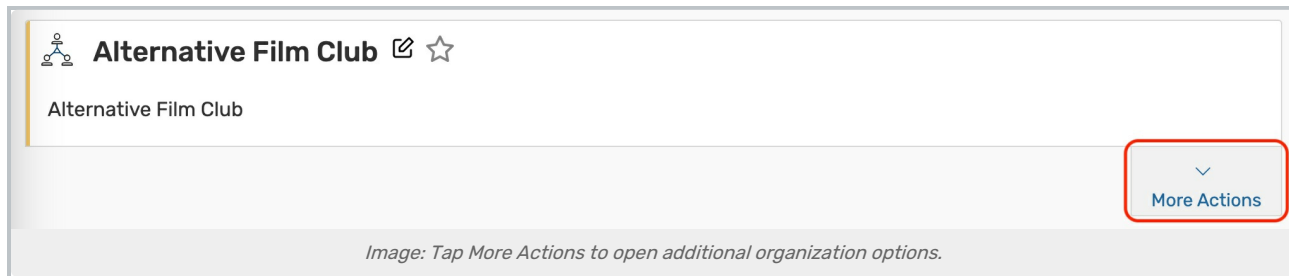 Alternative Film Club
Alternative Film Club
More Actions
Image: Tap More Actions to open additional organization options.